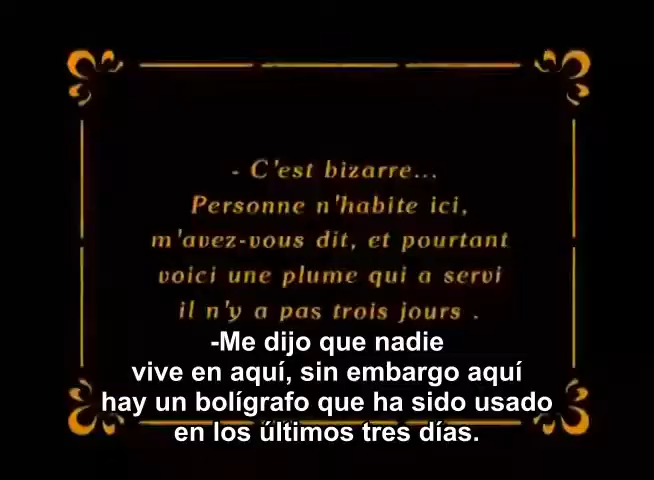 - C'est bizarre...
Personne n'habite ici,
m'avez-vous dit, et pourtant
voici une plume qui a servi
il n'y a pas trois jours .
-Me dijo que nadie
vive en aquí, sin embargo aquí
hay un bolígrafo que ha sido usado
en los últimos tres días.